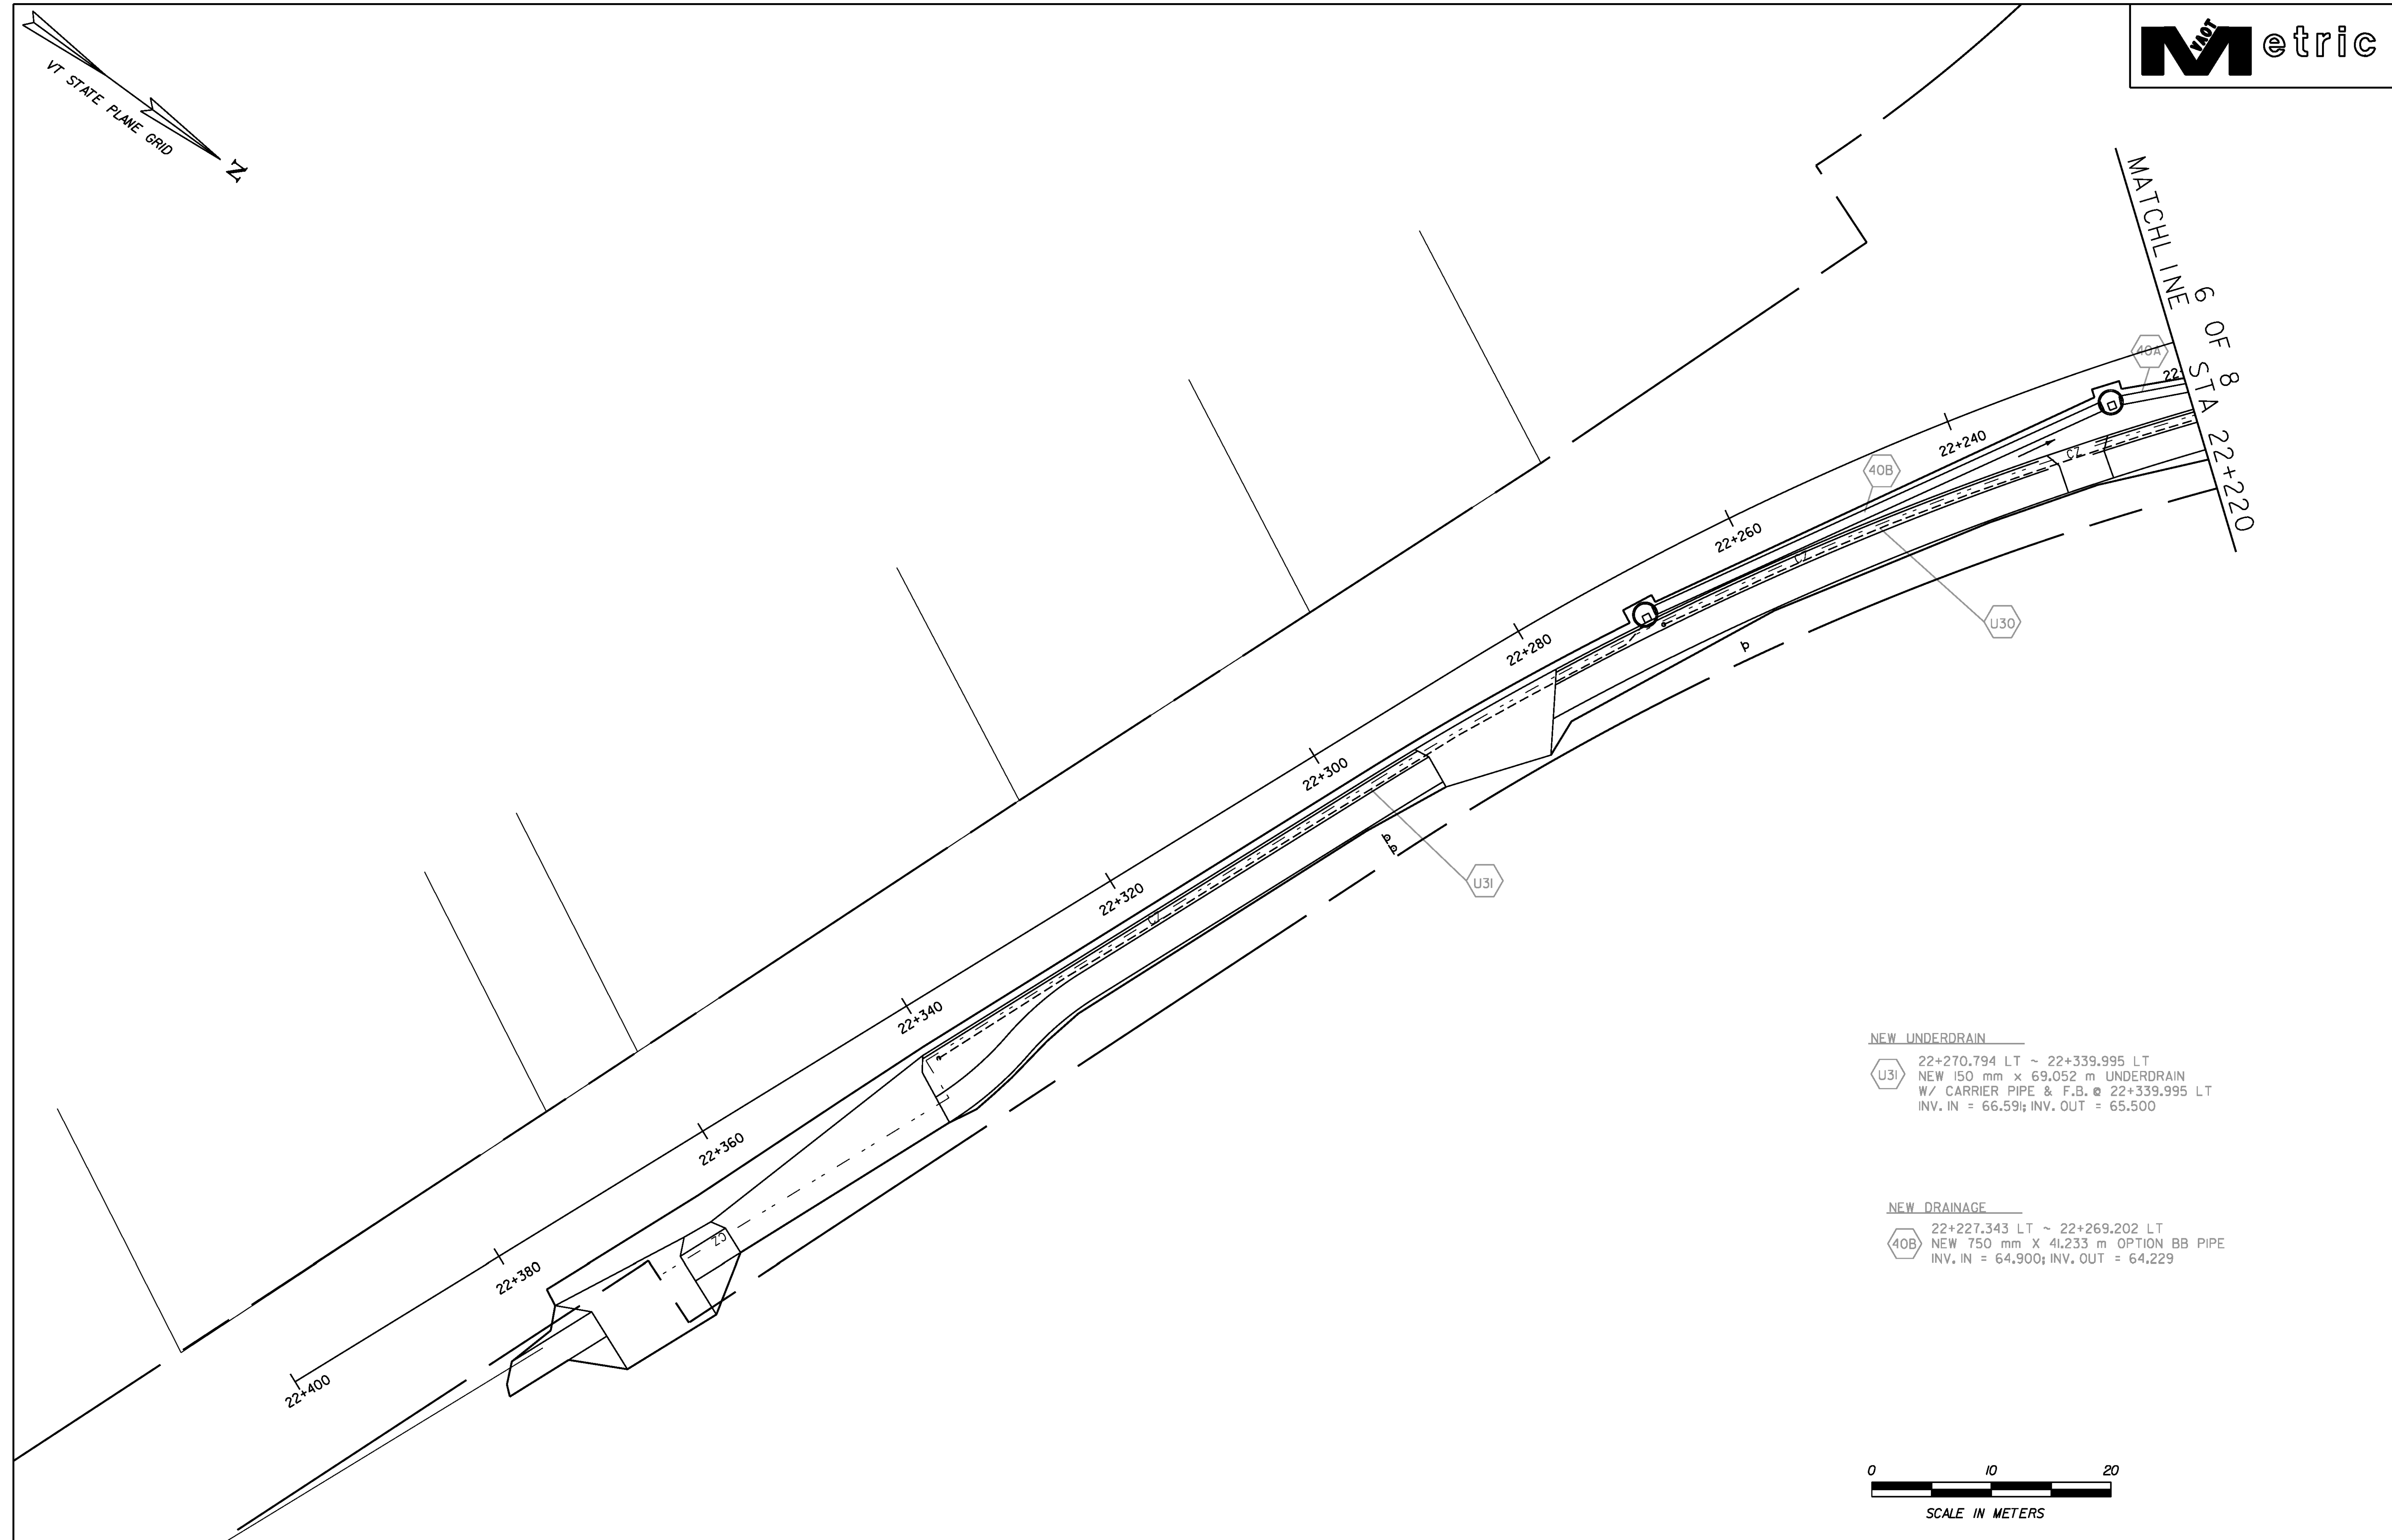 VT STATE PLANE GRID
N
VAOT
Metric
MATCHLINE 6 OF 8
STA 22+220
40A
22+240
CZ
40B
22+260
CZ
U30
22+280
22+300
U31
22+320
CZ
22+340
22+360
CZ
22+380
22+400
NEW UNDERDRAIN
U31
22+270.794 LT ~ 22+339.995 LT
NEW 150 mm x 69.052 m UNDERDRAIN
W/ CARRIER PIPE & F.B. @ 22+339.995 LT
INV. IN = 66.591; INV. OUT = 65.500
NEW DRAINAGE
40B
22+227.343 LT ~ 22+269.202 LT
NEW 750 mm X 41.233 m OPTION BB PIPE
INV. IN = 64.900; INV. OUT = 64.229
0 10 20
SCALE IN METERS